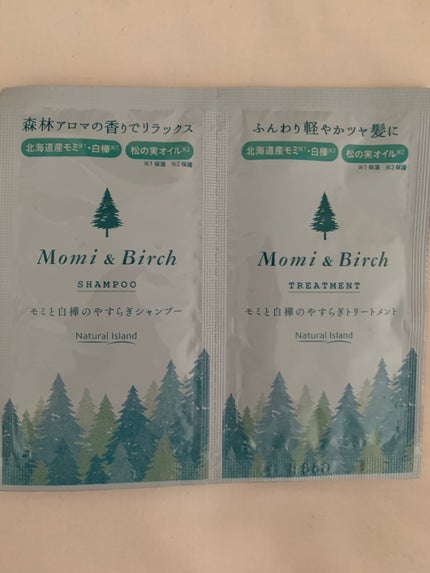 森林アロマの香りでリラックス
北海道産モミ※1・白樺※1
松の実オイル※2
※1保湿 ※2保護
Momi & Birch
SHAMPOO
モミと白樺のやすらぎシャンプー
Natural Island
ふんわり軽やかツヤ髪に
北海道産モミ※1・白樺※1
松の実オイル※2
※1保湿 ※2保護
Momi & Birch
TREATMENT
モミと白樺のやすらぎトリートメント
Natural Island